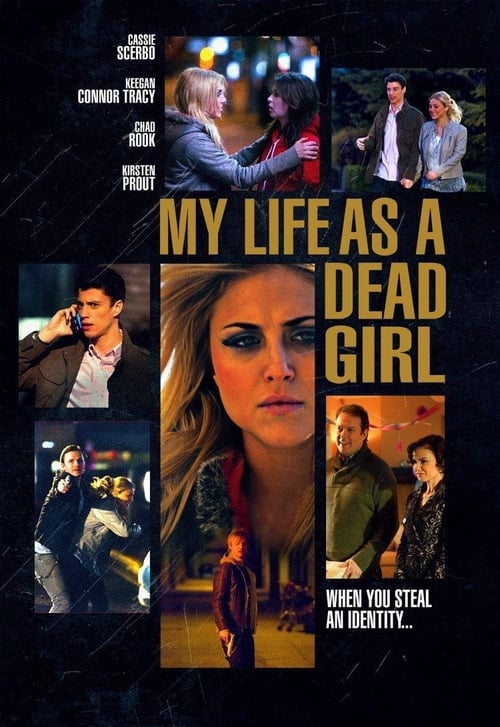 CASSIE
SCERBO
KEEGAN
CONNOR TRACY
CHAD
ROOK
KIRSTEN
PROUT
MY LIFE AS A
DEAD
GIRL
WHEN YOU STEAL
AN IDENTITY...